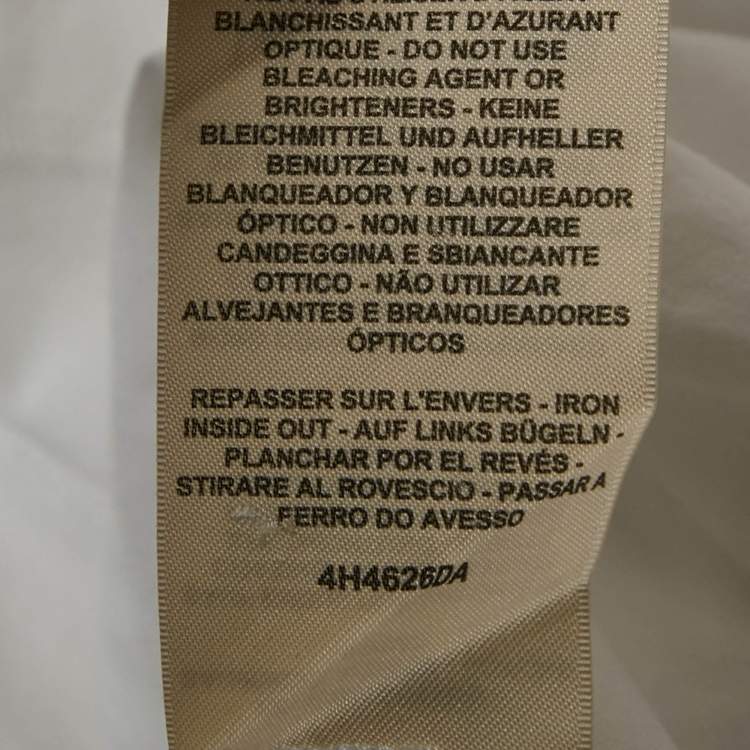 BLANCHISSANT ET D'AZURANT
OPTIQUE - DO NOT USE
BLEACHING AGENT OR
BRIGHTENERS - KEINE
BLEICHMITTEL UND AUFHELLER
BENUTZEN - NO USAR
BLANQUEADOR Y BLANQUEADOR
ÓPTICO - NON UTILIZZARE
CANDEGGINA E SBIANCANTE
OTTICO - NÃO UTILIZAR
ALVEJANTES E BRANQUEADORES
ÓPTICOS
REPASSER SUR L'ENVERS - IRON
INSIDE OUT - AUF LINKS BÜGELN -
PLANCHAR POR EL REVÉS -
STIRARE AL ROVESCIO - PASSAR A
FERRO DO AVESSO
4H4626DA